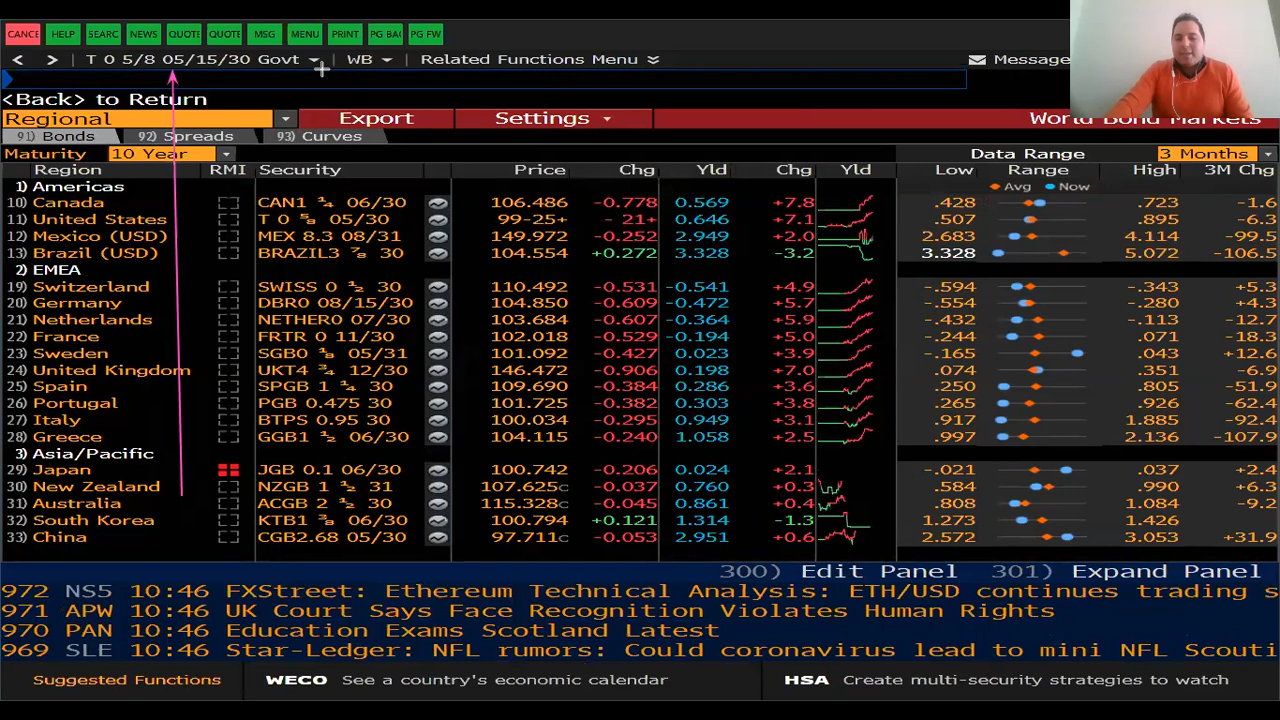 CANCE HELP SEARC NEWS QUOTE QUOTE MSG MENU PRINT PG BAC PG FW
< > T 0 5/8 05/15/30 Govt WB Related Functions Menu Message
<Back> to Return
Regional Export Settings World Bond Markets
91) Bonds 92) Spreads 93) Curves
Maturity 10 Year Data Range 3 Months
Region RMI Security Price Chg Yld Chg Yld Low Range High 3M Chg
1) Americas Avg Now
10) Canada CAN1 ¼ 06/30 106.486 -0.778 0.569 +7.8 .428 .723 -1.6
11) United States T 0 ⅝ 05/30 99-25+ - 21+ 0.646 +7.1 .507 .895 -6.3
12) Mexico (USD) MEX 8.3 08/31 149.972 -0.252 2.949 +2.0 2.683 4.114 -99.5
13) Brazil (USD) BRAZIL3 ⅞ 30 104.554 +0.272 3.328 -3.2 3.328 5.072 -106.5
2) EMEA
19) Switzerland SWISS 0 ½ 30 110.492 -0.531 -0.541 +4.9 -.594 -.343 +5.3
20) Germany DBR0 08/15/30 104.850 -0.609 -0.472 +5.7 -.554 -.280 +4.3
21) Netherlands NETHER0 07/30 103.684 -0.607 -0.364 +5.9 -.432 -.113 -12.7
22) France FRTR 0 11/30 102.018 -0.529 -0.194 +5.0 -.244 .071 -18.3
23) Sweden SGB0 ⅛ 05/31 101.092 -0.427 0.023 +3.9 -.165 .043 +12.6
24) United Kingdom UKT4 ¾ 12/30 146.472 -0.906 0.198 +7.0 .074 .351 -6.9
25) Spain SPGB 1 ¼ 30 109.690 -0.384 0.286 +3.6 .250 .805 -51.9
26) Portugal PGB 0.475 30 101.725 -0.382 0.303 +3.8 .265 .926 -62.4
27) Italy BTPS 0.95 30 100.034 -0.295 0.949 +3.1 .917 1.885 -92.4
28) Greece GGB1 ½ 06/30 104.115 -0.240 1.058 +2.5 .997 2.136 -107.9
3) Asia/Pacific
29) Japan JGB 0.1 06/30 100.742 -0.206 0.024 +2.1 -.021 .037 +2.4
30) New Zealand NZGB 1 ½ 31 107.625c -0.037 0.760 +0.3 .584 .990 +6.3
31) Australia ACGB 2 ½ 30 115.328c -0.045 0.861 +0.4 .808 1.084 -9.2
32) South Korea KTB1 ⅜ 06/30 100.794 +0.121 1.314 -1.3 1.273 1.426
33) China CGB2.68 05/30 97.711c -0.053 2.951 +0.6 2.572 3.053 +31.9
300) Edit Panel 301) Expand Panel
972 NS5 10:46 FXStreet: Ethereum Technical Analysis: ETH/USD continues trading s
971 APW 10:46 UK Court Says Face Recognition Violates Human Rights
970 PAN 10:46 Education Exams Scotland Latest
969 SLE 10:46 Star-Ledger: NFL rumors: Could coronavirus lead to mini NFL Scouti
Suggested Functions WECO See a country's economic calendar HSA Create multi-security strategies to watch